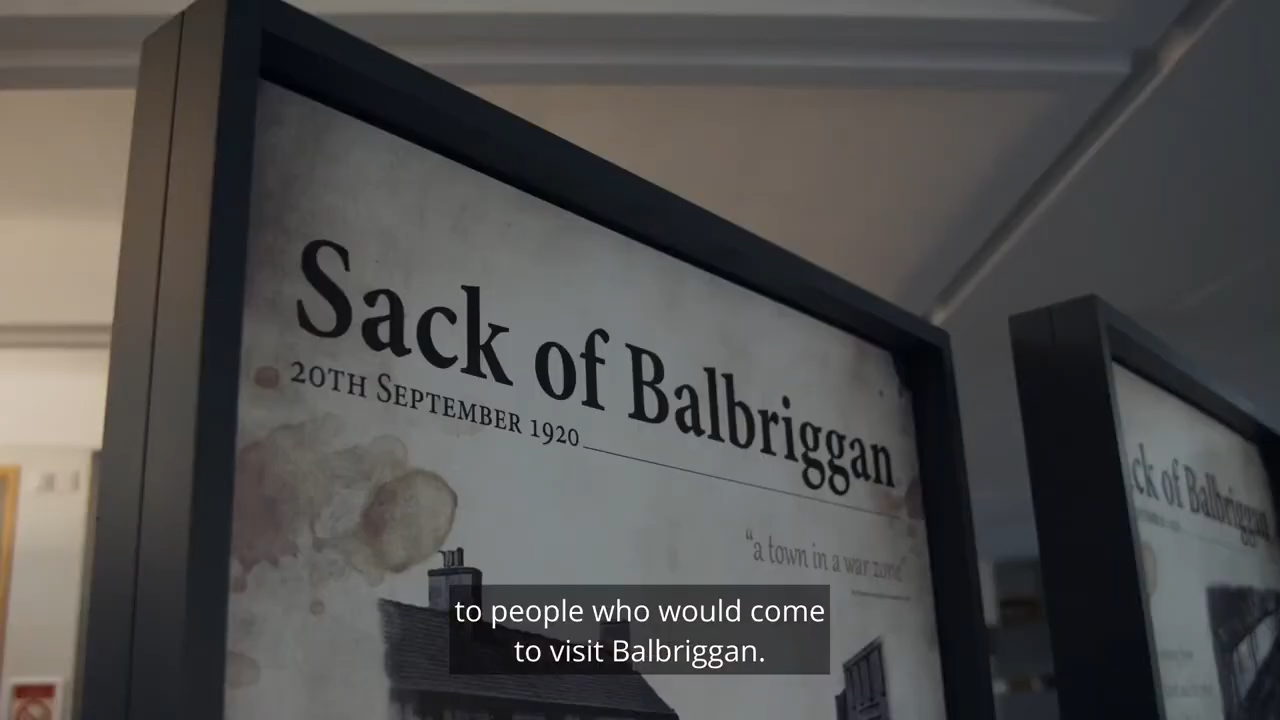 Sack of Balbriggan
20TH SEPTEMBER 1920
"a town in a war zone"
ck of Balbriggan
to people who would come
to visit Balbriggan.